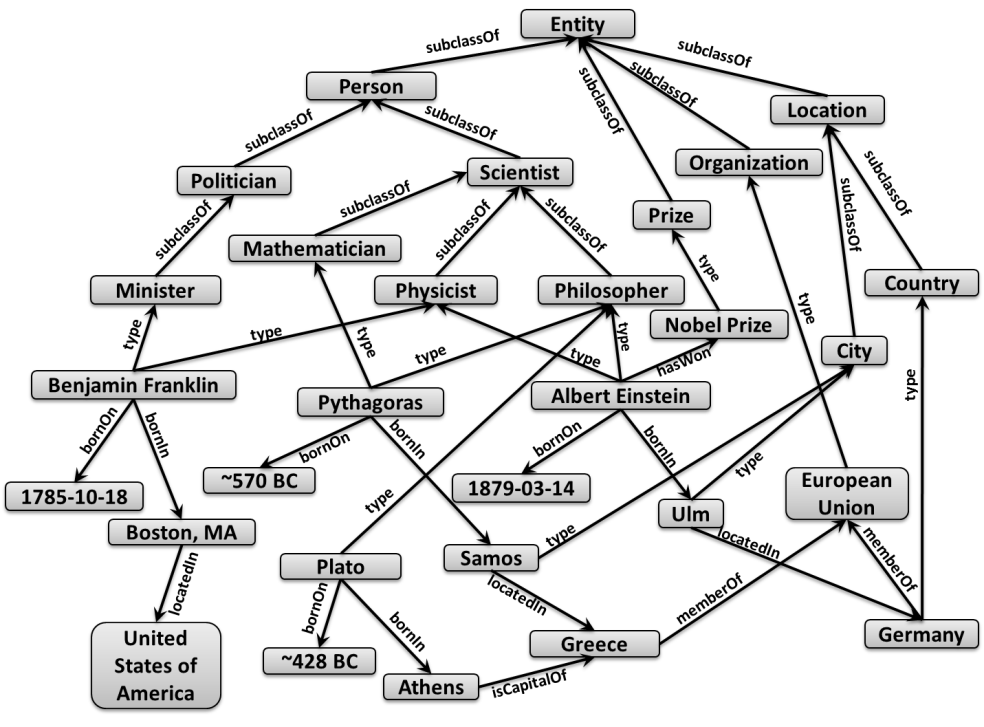 Entity
subclassOf
subclassOf
Person
subclassOf
subclassOf
Location
subclassOf
subclassOf
Organization
Politician
Scientist
subclassOf
subclassOf
subclassOf
Prize
subclassOf
subclassOf
subclassOf
Mathematician
type
Minister
Physicist
Philosopher
Country
Nobel Prize
type
type
type
type
type
type
type
hasWon
City
Benjamin Franklin
Pythagoras
Albert Einstein
type
bornOn
bornIn
bornOn
bornIn
bornOn
bornIn
type
~570 BC
1785-10-18
1879-03-14
European
Union
type
Ulm
Boston, MA
Samos
type
locatedIn
memberOf
Plato
locatedIn
locatedIn
memberOf
bornOn
bornIn
United
States of
America
Greece
Germany
~428 BC
Athens
isCapitalOf